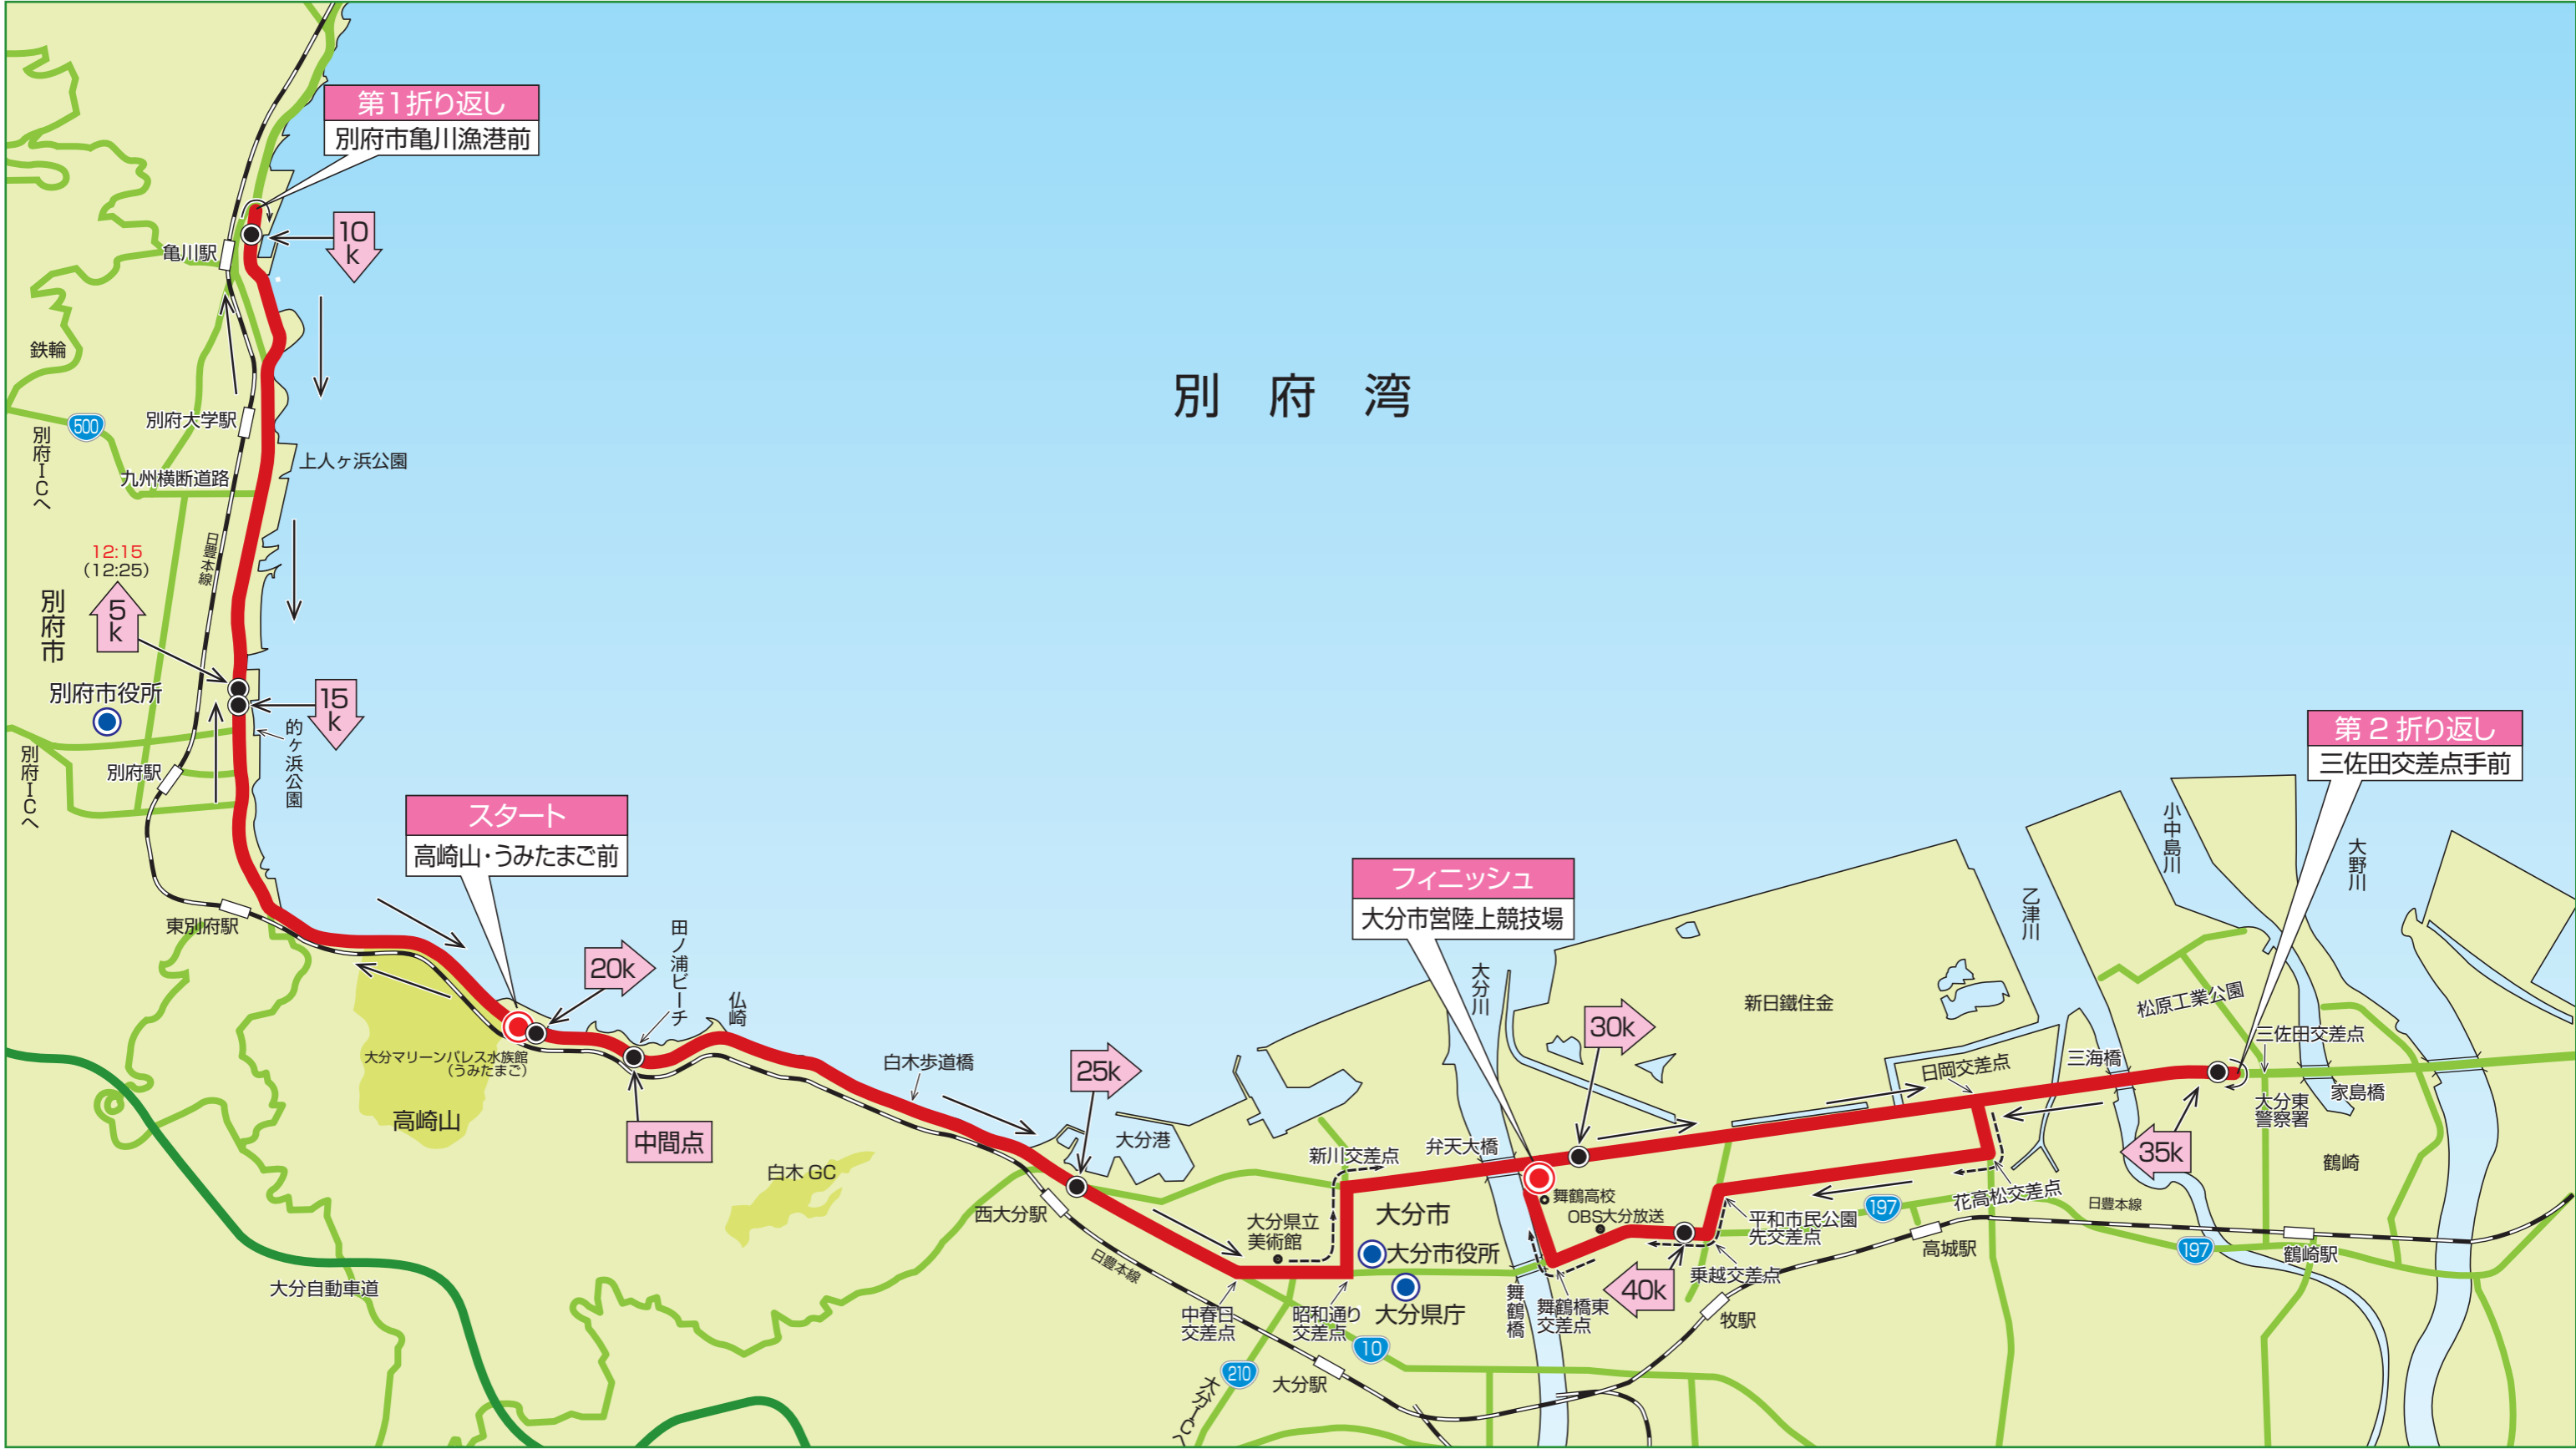 第1折り返し
別府市亀川漁港前
10
k
亀川駅
鉄輪
500
別府ICへ
別府大学駅
上人ヶ浜公園
九州横断道路
日豊本線
12:15
(12:25)
5
k
別府市
別府市役所
15
k
的ヶ浜公園
別府ICへ
別府駅
東別府駅
別府湾
スタート
高崎山・うみたまご前
20k
田ノ浦ビーチ
仏崎
大分マリーンパレス水族館
(うみたまご)
高崎山
中間点
白木歩道橋
白木 GC
25k
大分港
西大分駅
日豊本線
大分自動車道
フィニッシュ
大分市営陸上競技場
大分川
30k
新日鐵住金
新川交差点
弁天大橋
大分県立
美術館
大分市
大分市役所
大分県庁
中春日
交差点
昭和通り
交差点
10
210
大分ICへ
大分駅
舞鶴高校
OBS大分放送
舞鶴橋
舞鶴橋東
交差点
40k
乗越交差点
平和市民公園
先交差点
197
牧駅
高城駅
花高松交差点
日岡交差点
三海橋
乙津川
小中島川
大野川
第2折り返し
三佐田交差点手前
松原工業公園
三佐田交差点
家島橋
大分東
警察署
35k
鶴崎
日豊本線
197
鶴崎駅